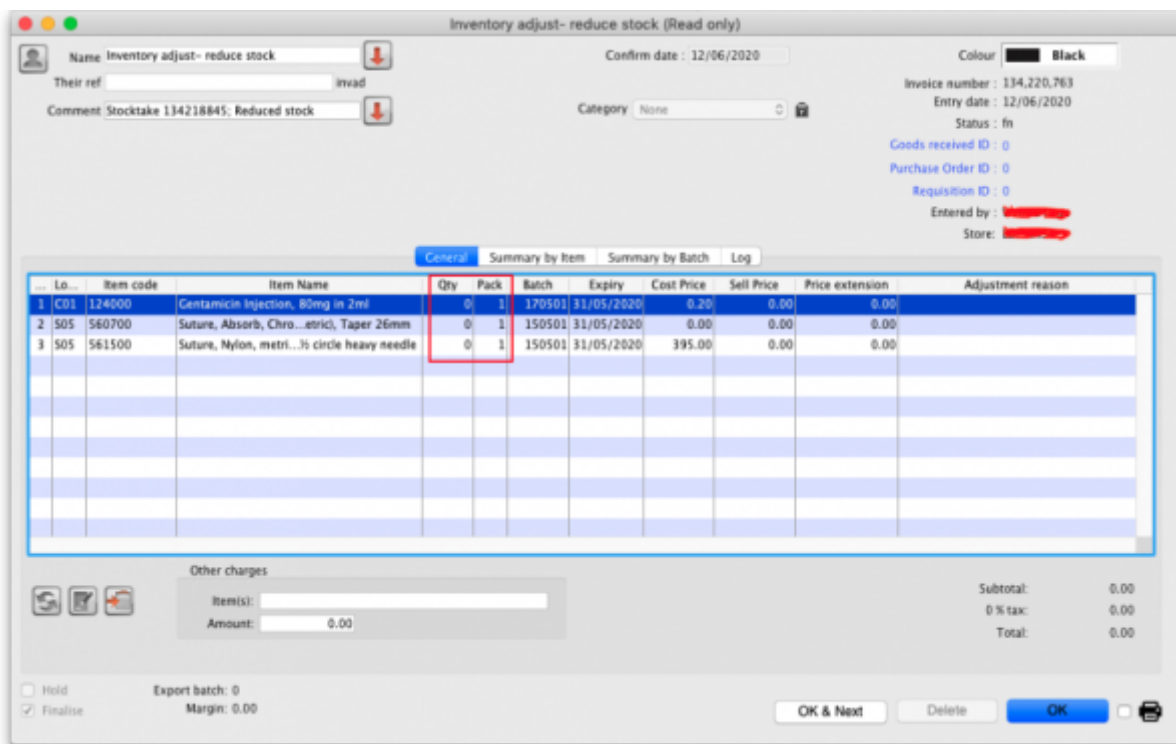 Inventory adjust- reduce stock (Read only)
Name Inventory adjust- reduce stock
Confirm date : 12/06/2020
Colour Black
Their ref invad
Invoice number : 134,220,763
Comment Stocktake 134218845; Reduced stock
Category None
Entry date : 12/06/2020
Status : fn
Goods received ID : 0
Purchase Order ID : 0
Requisition ID : 0
Entered by :
Store:
General Summary by Item Summary by Batch Log
... Lo... Item code Item Name Qty Pack Batch Expiry Cost Price Sell Price Price extension Adjustment reason
1 C01 124000 Gentamicin Injection, 80mg in 2ml 0 1 170501 31/05/2020 0.20 0.00 0.00
2 S05 560700 Suture, Absorb, Chro...etric), Taper 26mm 0 1 150501 31/05/2020 0.00 0.00 0.00
3 S05 561500 Suture, Nylon, metri...½ circle heavy needle 0 1 150501 31/05/2020 395.00 0.00 0.00
Other charges
Item(s):
Amount: 0.00
Subtotal: 0.00
0 % tax: 0.00
Total: 0.00
Hold
Export batch: 0
Finalise
Margin: 0.00
OK & Next Delete OK